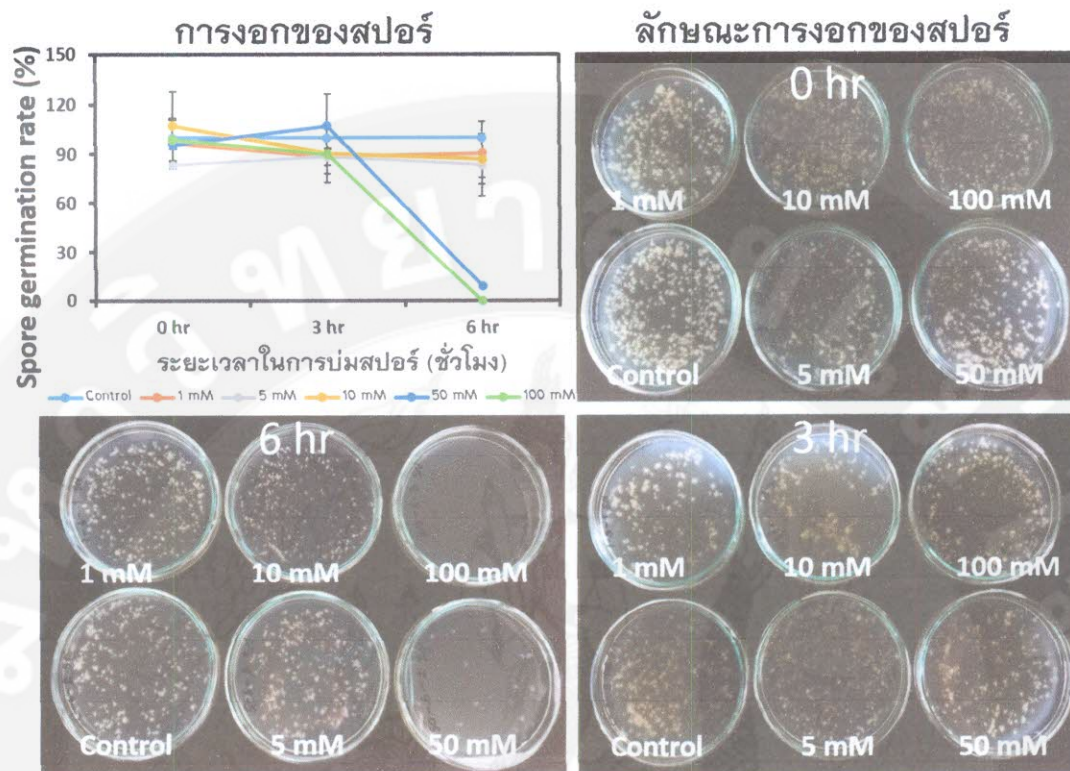 การงอกของสปอร์
Spore germination rate (%)
150
120
90
60
30
0
0 hr
3 hr
6 hr
ระยะเวลาในการบ่มสปอร์ (ชั่วโมง)
Control 1 mM 5 mM 10 mM 50 mM 100 mM
ลักษณะการงอกของสปอร์
0 hr
1 mM 10 mM 100 mM
Control 5 mM 50 mM
6 hr
1 mM 10 mM 100 mM
Control 5 mM 50 mM
3 hr
1 mM 10 mM 100 mM
Control 5 mM 50 mM